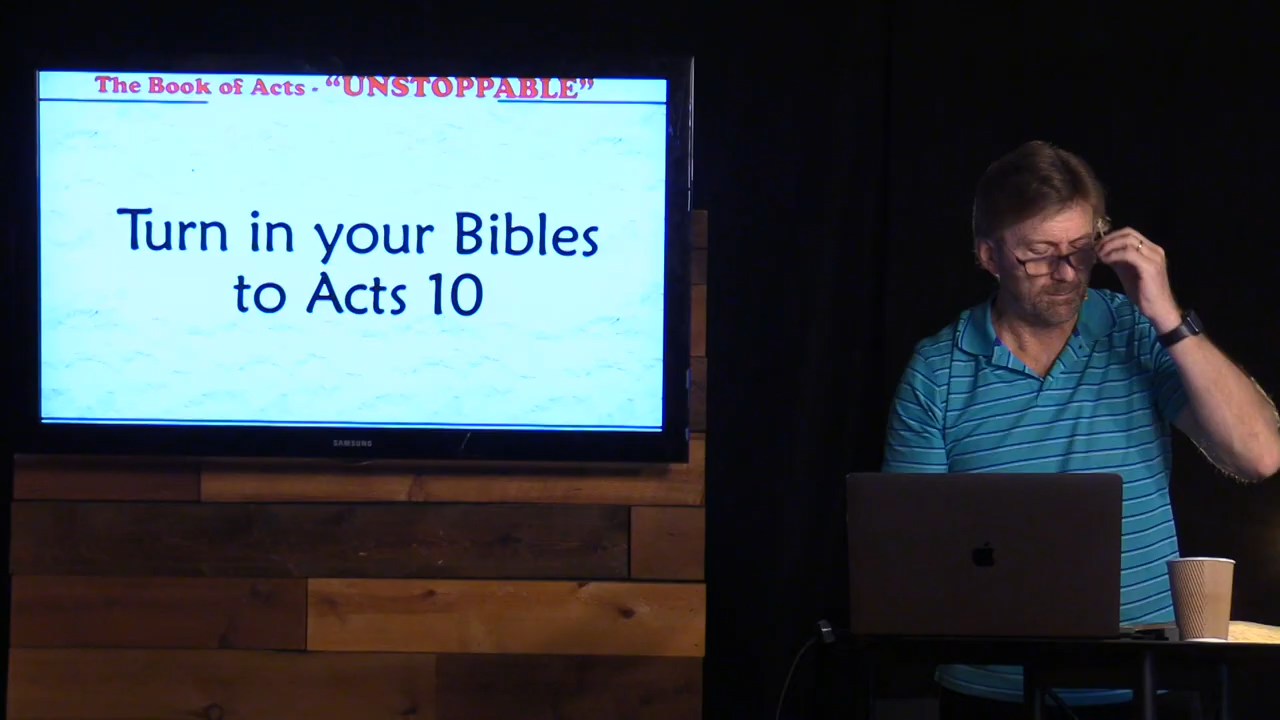 The Book of Acts - “UNSTOPPABLE”
Turn in your Bibles
to Acts 10
SAMSUNG